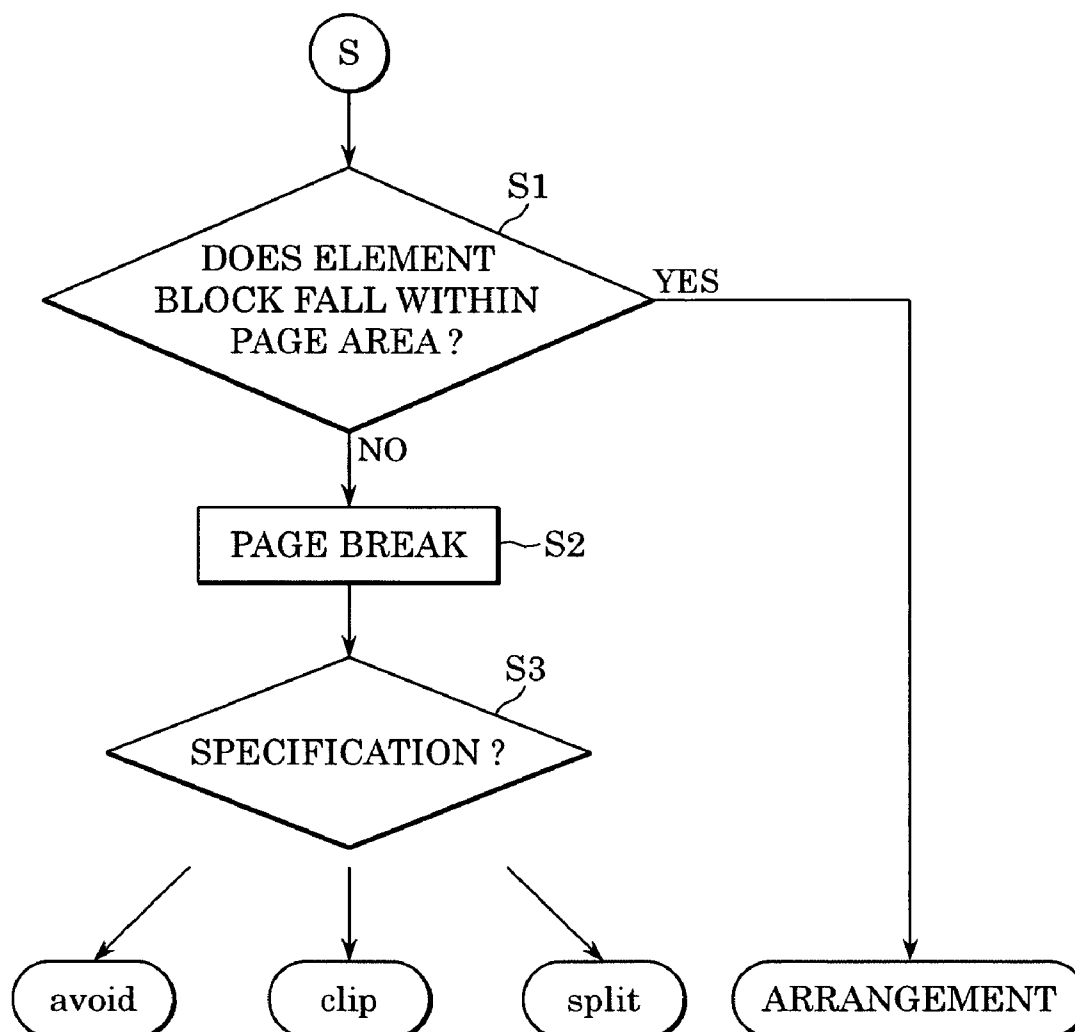 S
S1
DOES ELEMENT
BLOCK FALL WITHIN
PAGE AREA ?
YES
NO
PAGE BREAK
S2
S3
SPECIFICATION ?
avoid
clip
split
ARRANGEMENT